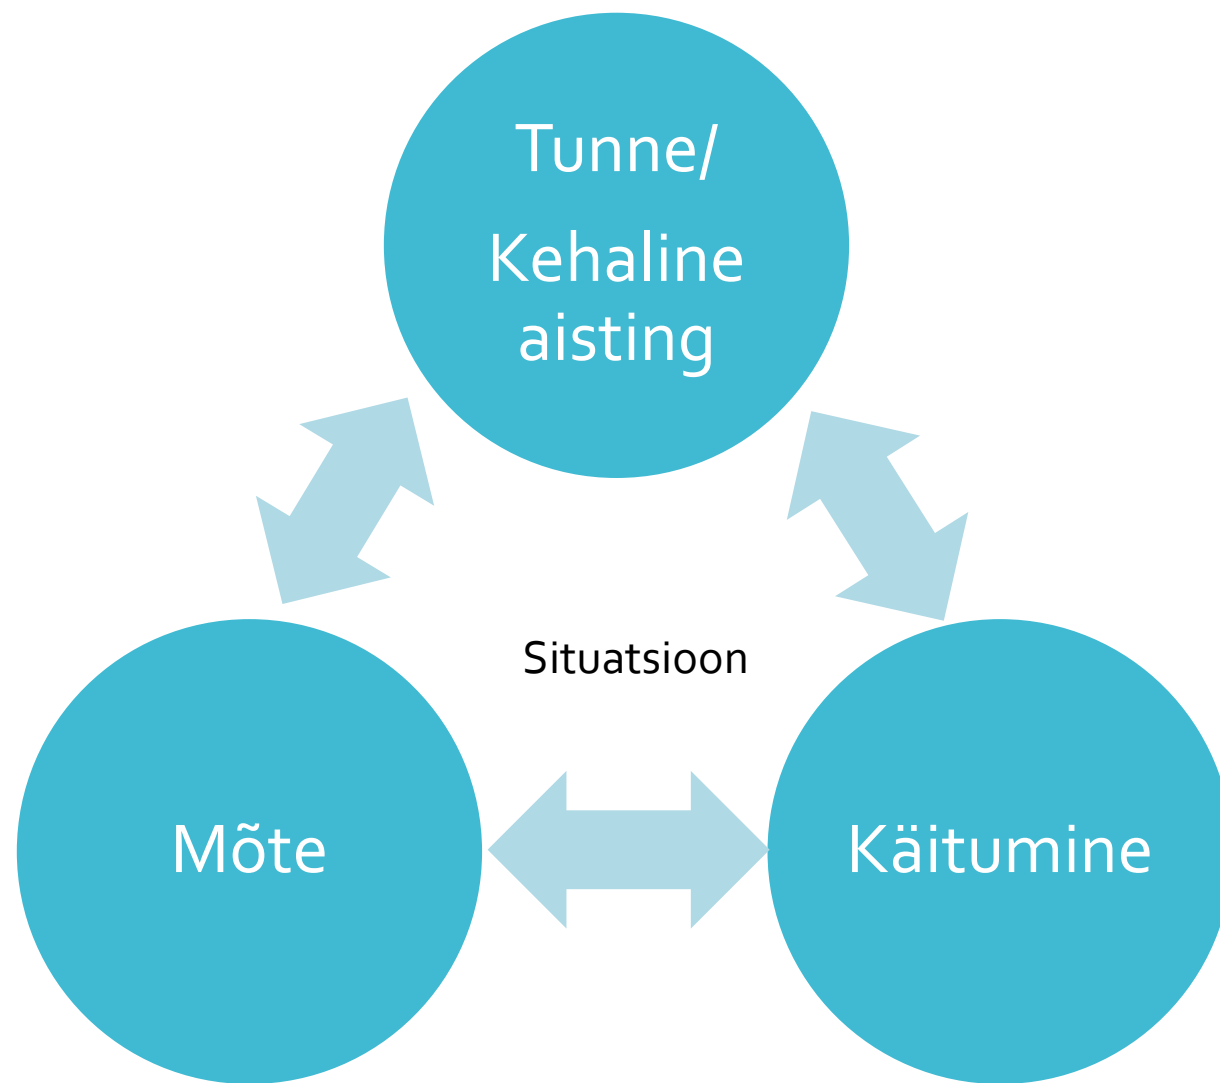 Tunne/
Kehaline
aisting
Situatsioon
Mõte
Käitumine